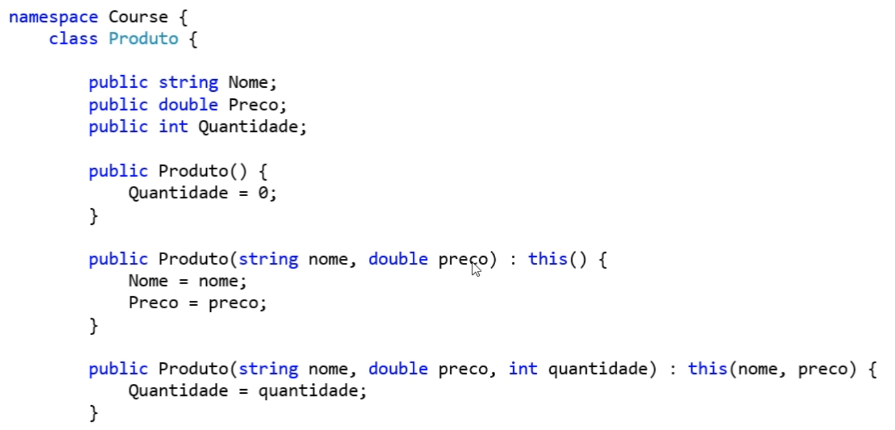 namespace Course {
class Produto {
public string Nome;
public double Preco;
public int Quantidade;
public Produto() {
Quantidade = 0;
}
public Produto(string nome, double preco) : this() {
Nome = nome;
Preco = preco;
}
public Produto(string nome, double preco, int quantidade) : this(nome, preco) {
Quantidade = quantidade;
}